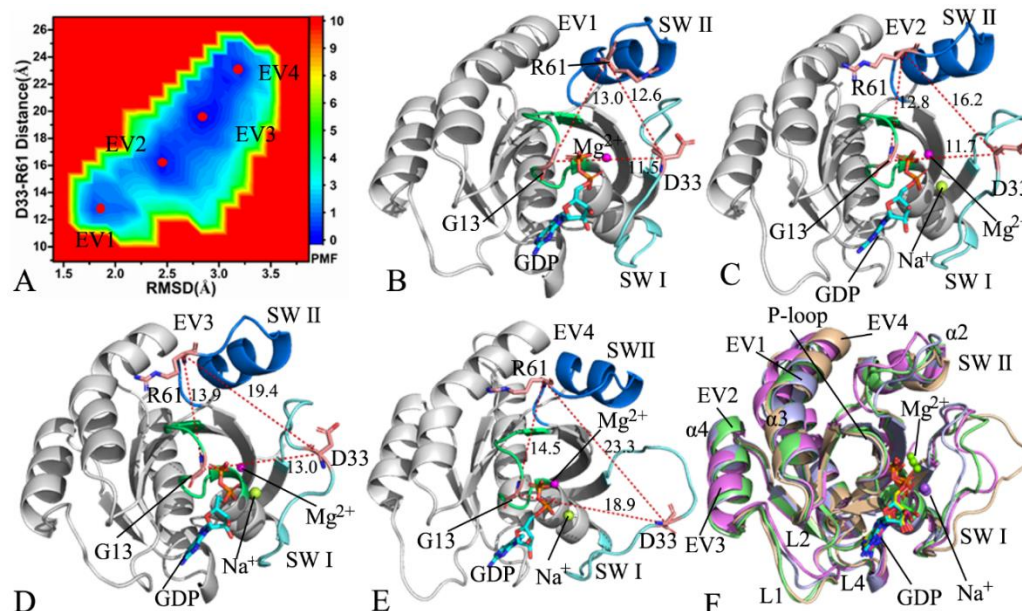 D33-R61 Distance(Å)
26
24
22
20
18
16
14
12
10
EV4
EV3
EV2
EV1
1.5 2.0 2.5 3.0 3.5
RMSD(Å)
10
9
8
7
6
5
4
3
2
1
0
PMF
A
EV1
SW II
R61
13.0
12.6
Mg2+
11.5
D33
G13
GDP
SW I
B
EV2
SW II
R61
12.8
16.2
11.7
D33
G13
Mg2+
Na+
GDP
SW I
C
EV3
SW II
R61
13.9
19.4
13.0
D33
G13
Mg2+
Na+
GDP
SW I
D
EV4
SWII
R61
Mg2+
14.5
23.3
18.9
D33
G13
Na+
GDP
SW I
E
P-loop
EV4
α2
EV1
SW II
EV2
Mg2+
α4
α3
SW I
EV3
L2
L4
Na+
L1
GDP
F